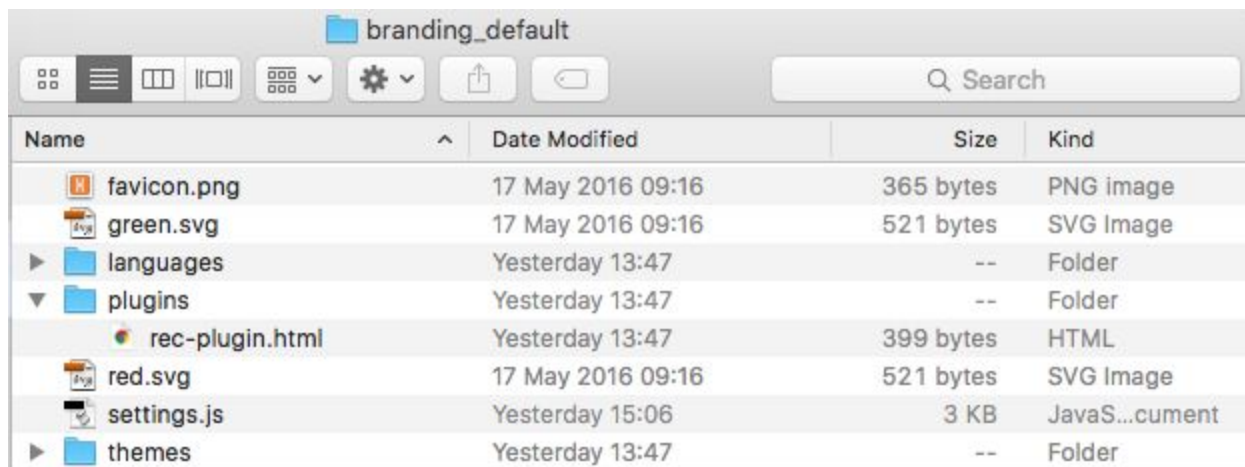 branding_default
Search
Name Date Modified Size Kind
favicon.png 17 May 2016 09:16 365 bytes PNG image
green.svg 17 May 2016 09:16 521 bytes SVG Image
languages Yesterday 13:47 -- Folder
plugins Yesterday 13:47 -- Folder
rec-plugin.html Yesterday 13:47 399 bytes HTML
red.svg 17 May 2016 09:16 521 bytes SVG Image
settings.js Yesterday 15:06 3 KB JavaS...cument
themes Yesterday 13:47 -- Folder